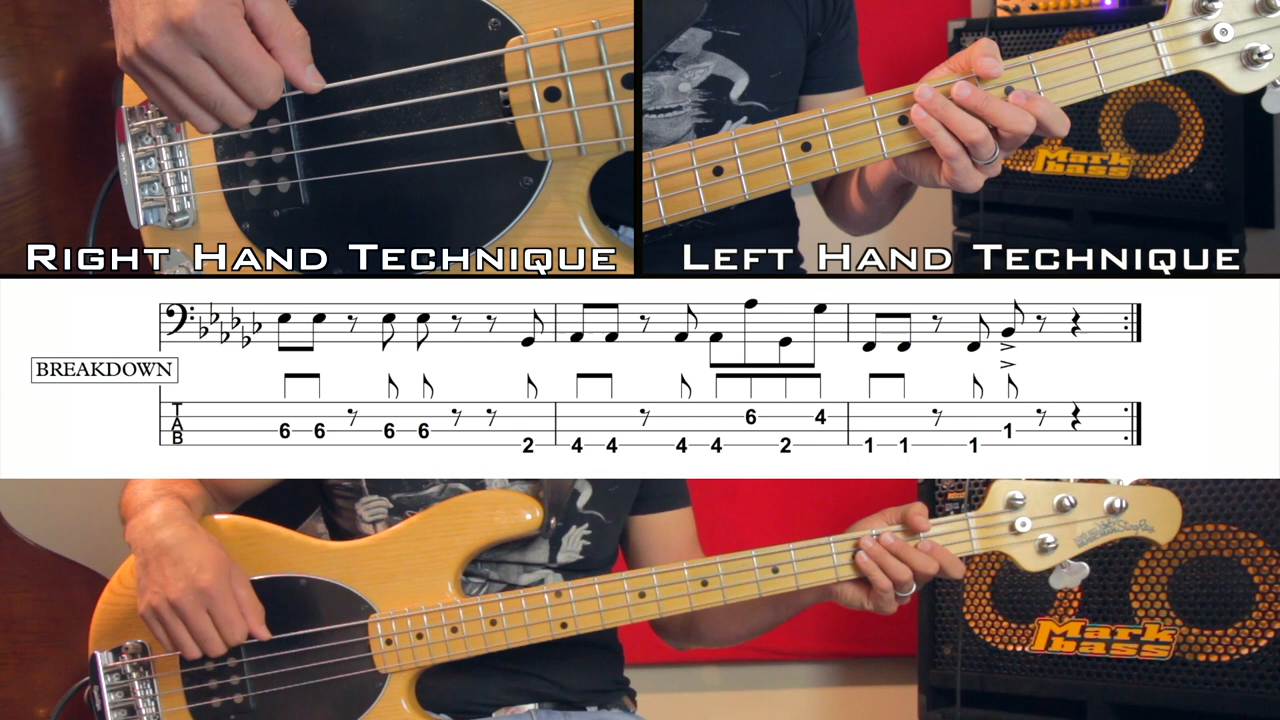 RIGHT HAND TECHNIQUE
LEFT HAND TECHNIQUE
Mark
bass
BREAKDOWN
T
A
B
6 6 6 6 2 4 4 4 4 6 2 4 1 1 1 1
StingRay
Mark
bass